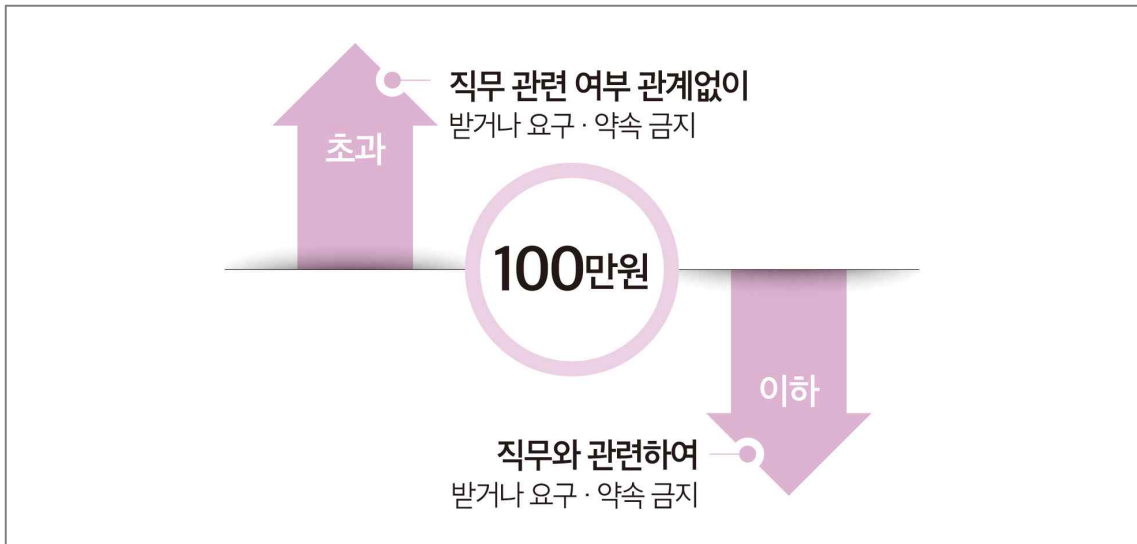 직무 관련 여부 관계없이
받거나 요구 · 약속 금지
초과
100만원
이하
직무와 관련하여
받거나 요구 · 약속 금지